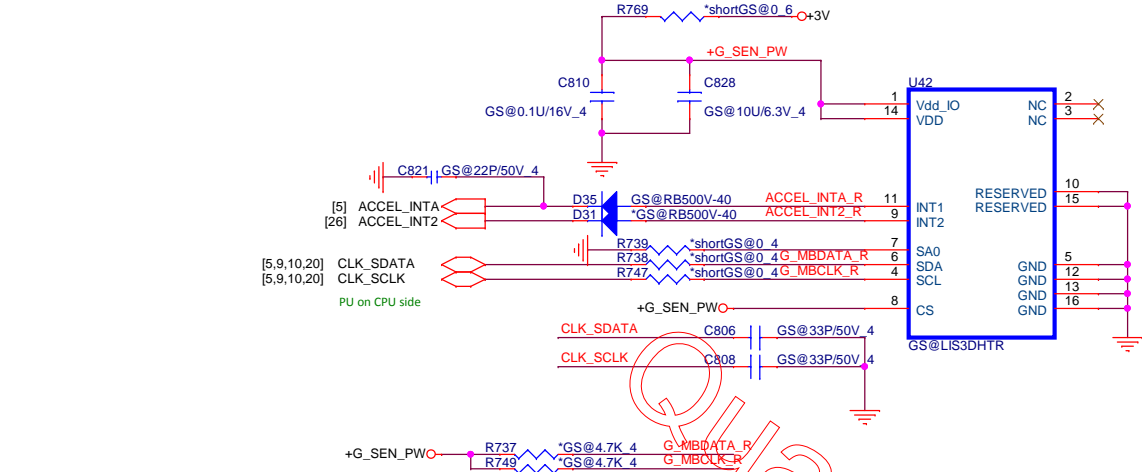 R769 *shortGS@0_6 +3V
+G_SEN_PW
C810 C828
GS@0.1U/16V_4 GS@10U/6.3V_4
U42
1 Vdd_IO NC 2
14 VDD NC 3
C821 GS@22P/50V_4
RESERVED 10
RESERVED 15
[5] ACCEL_INTA D35 GS@RB500V-40 ACCEL_INTA_R 11 INT1
[26] ACCEL_INT2 D31 *GS@RB500V-40 ACCEL_INT2_R 9 INT2
R739 *shortGS@0_4 7 SA0
[5,9,10,20] CLK_SDATA R738 *shortGS@0_4 G_MBDATA_R 6 SDA GND 5
[5,9,10,20] CLK_SCLK R747 *shortGS@0_4 G_MBCLK_R 4 SCL GND 12
PU on CPU side
GND 13
+G_SEN_PW 8 CS GND 16
CLK_SDATA C806 GS@33P/50V_4
GS@LIS3DHTR
CLK_SCLK C808 GS@33P/50V_4
+G_SEN_PW R737 *GS@4.7K_4 G_MBDATA_R
R749 *GS@4.7K_4 G_MBCLK_R